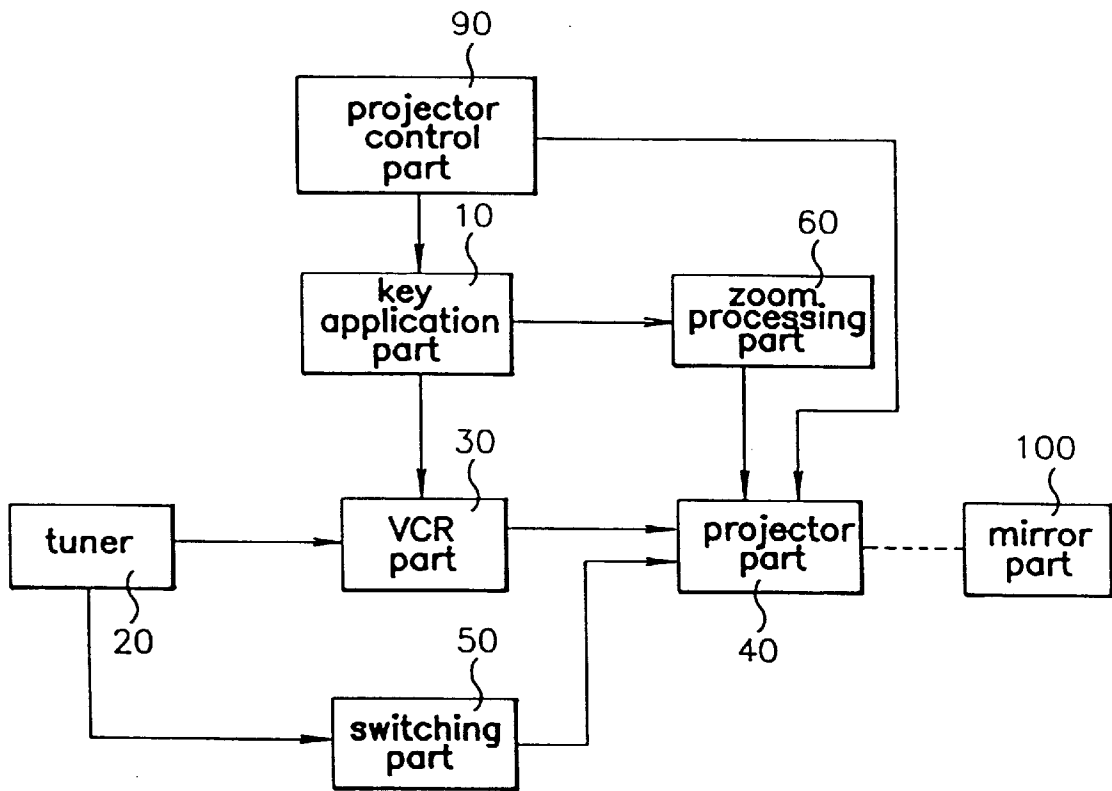 90
projector
control
part
10
60
key
application
part
zoom
processing
part
30
100
tuner
VCR
part
projector
part
mirror
part
20
50
40
switching
part